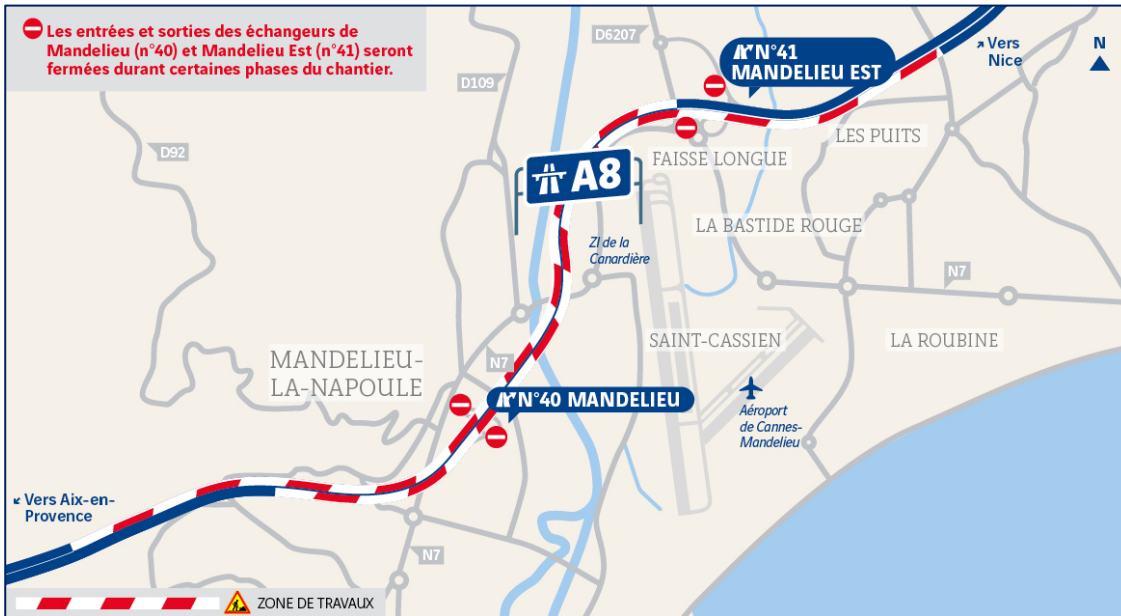 Les entrées et sorties des échangeurs de
Mandelieu (n°40) et Mandelieu Est (n°41) seront
fermées durant certaines phases du chantier.
D6207
N°41
MANDELIEU EST
Vers
Nice
N
D109
D92
LES PUITS
FAISSE LONGUE
A8
LA BASTIDE ROUGE
ZI de la
Canardière
N7
SAINT-CASSIEN
LA ROUBINE
MANDELIEU-
LA-NAPOULE
N7
N°40 MANDELIEU
Aéroport
de Cannes-
Mandelieu
Vers Aix-en-
Provence
N7
ZONE DE TRAVAUX